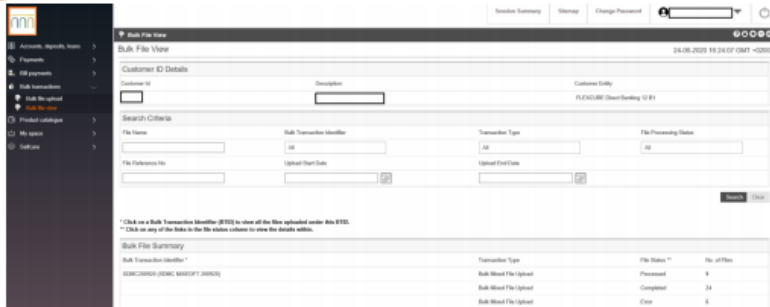 Session Summary Sitemap Change Password
Accounts, deposits, loans
Payments
Bill payments
Bulk transactions
Bulk file upload
Bulk file view
Product catalogue
My space
Selfcare
Bulk File View
Bulk File View
24-08-2020 18:24:07 GMT +0200
Customer ID Details
Customer Id Description Customer Entity
FLEXCUBE Direct Banking 12
Search Criteria
File Name Bulk Transaction Identifier Transaction Type File Processing Status
All All All
File Reference No Upload Start Date Upload End Date
Search Clear
* Click on a Bulk Transaction Identifier (BTID) to view all the files uploaded under this BTID.
** Click on any of the links in the file status column to view the details within.
Bulk File Summary
Bulk Transaction Identifier * Transaction Type File Status ** No. of Files
Bulk Mixed File Upload Processed 9
Bulk Mixed File Upload Completed 24
Bulk Mixed File Upload Error 6